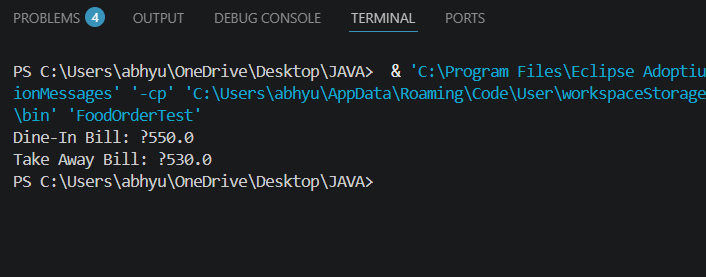 PROBLEMS 4 OUTPUT DEBUG CONSOLE TERMINAL PORTS
PS C:\Users\abhyu\OneDrive\Desktop\JAVA>  & 'C:\Program Files\Eclipse Adoptiu
ionMessages' '-cp' 'C:\Users\abhyu\AppData\Roaming\Code\User\workspaceStorage
\bin' 'FoodOrderTest'
Dine-In Bill: ?550.0
Take Away Bill: ?530.0
PS C:\Users\abhyu\OneDrive\Desktop\JAVA>